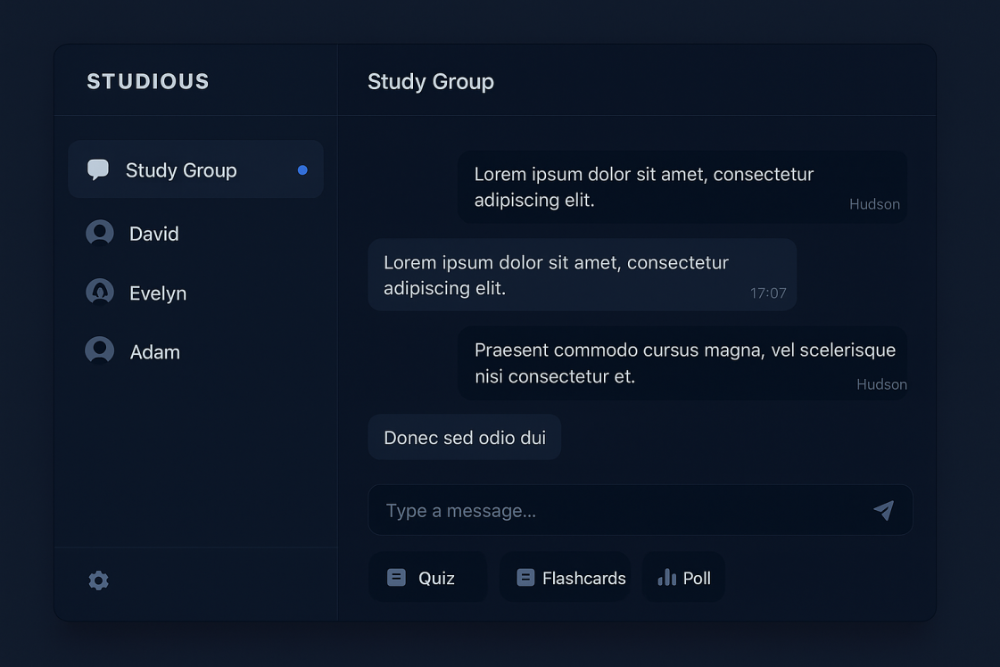 STUDIOUS
Study Group
David
Evelyn
Adam
Study Group
Lorem ipsum dolor sit amet, consectetur
adipiscing elit.
Hudson
Lorem ipsum dolor sit amet, consectetur
adipiscing elit.
17:07
Praesent commodo cursus magna, vel scelerisque
nisi consectetur et.
Hudson
Donec sed odio dui
Type a message...
Quiz
Flashcards
Poll